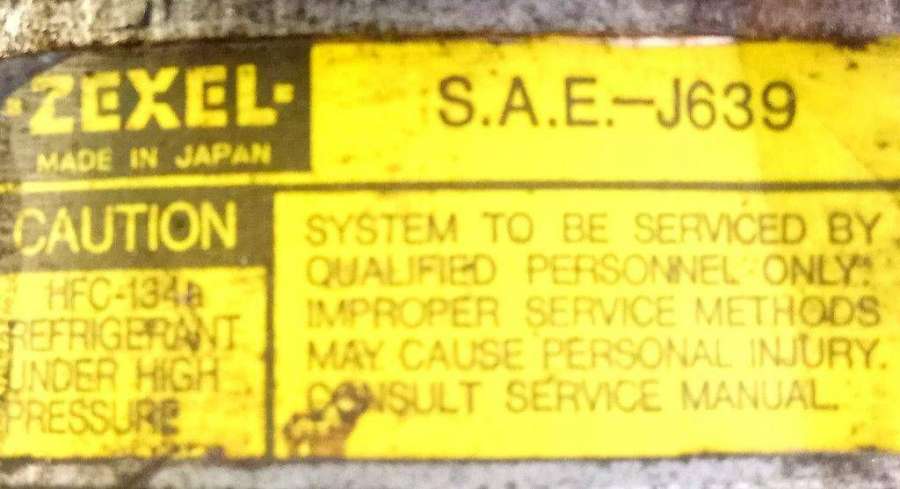 ·ZEXEL·
MADE IN JAPAN
S.A.E.-J639
CAUTION
HFC-134a
REFRIGERANT
UNDER HIGH
PRESSURE
SYSTEM TO BE SERVICED BY
QUALIFIED PERSONNEL ONLY.
IMPROPER SERVICE METHODS
MAY CAUSE PERSONAL INJURY.
CONSULT SERVICE MANUAL.